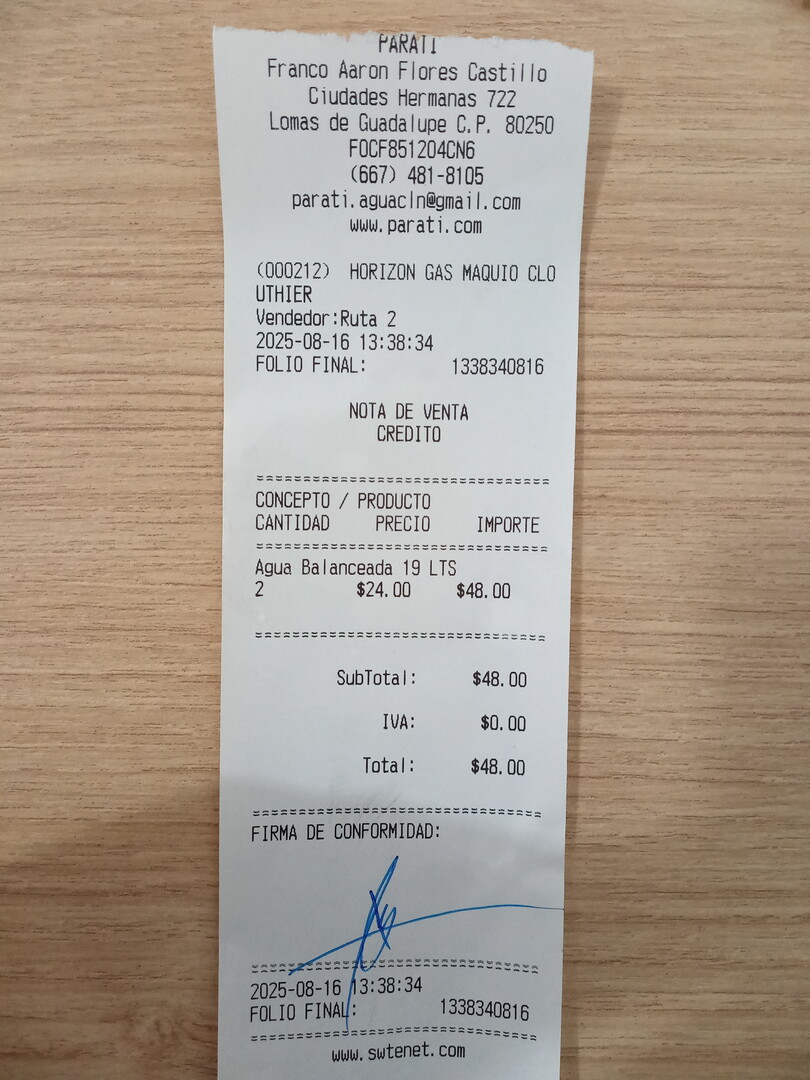 PARATI
Franco Aaron Flores Castillo
Ciudades Hermanas 722
Lomas de Guadalupe C.P. 80250
FOCF851204CN6
(667) 481-8105
parati.aguacln@gmail.com
www.parati.com
(000212) HORIZON GAS MAQUIO CLO
UTHIER
Vendedor:Ruta 2
2025-08-16 13:38:34
FOLIO FINAL: 1338340816
NOTA DE VENTA
CREDITO
================================
CONCEPTO / PRODUCTO
CANTIDAD PRECIO IMPORTE
================================
Agua Balanceada 19 LTS
2 $24.00 $48.00
================================
SubTotal: $48.00
IVA: $0.00
Total: $48.00
================================
FIRMA DE CONFORMIDAD:
================================
2025-08-16 13:38:34
FOLIO FINAL: 1338340816
================================
www.swtenet.com